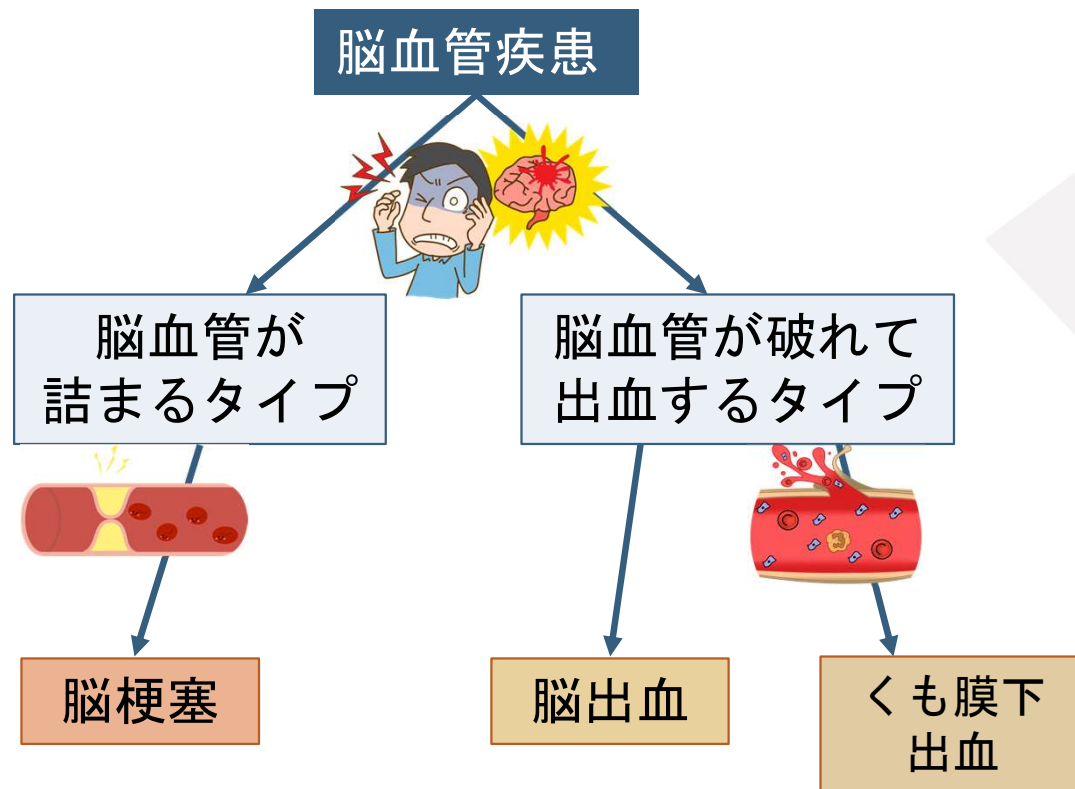 脳血管疾患
脳血管が
詰まるタイプ
脳血管が破れて
出血するタイプ
脳梗塞
脳出血
くも膜下
出血